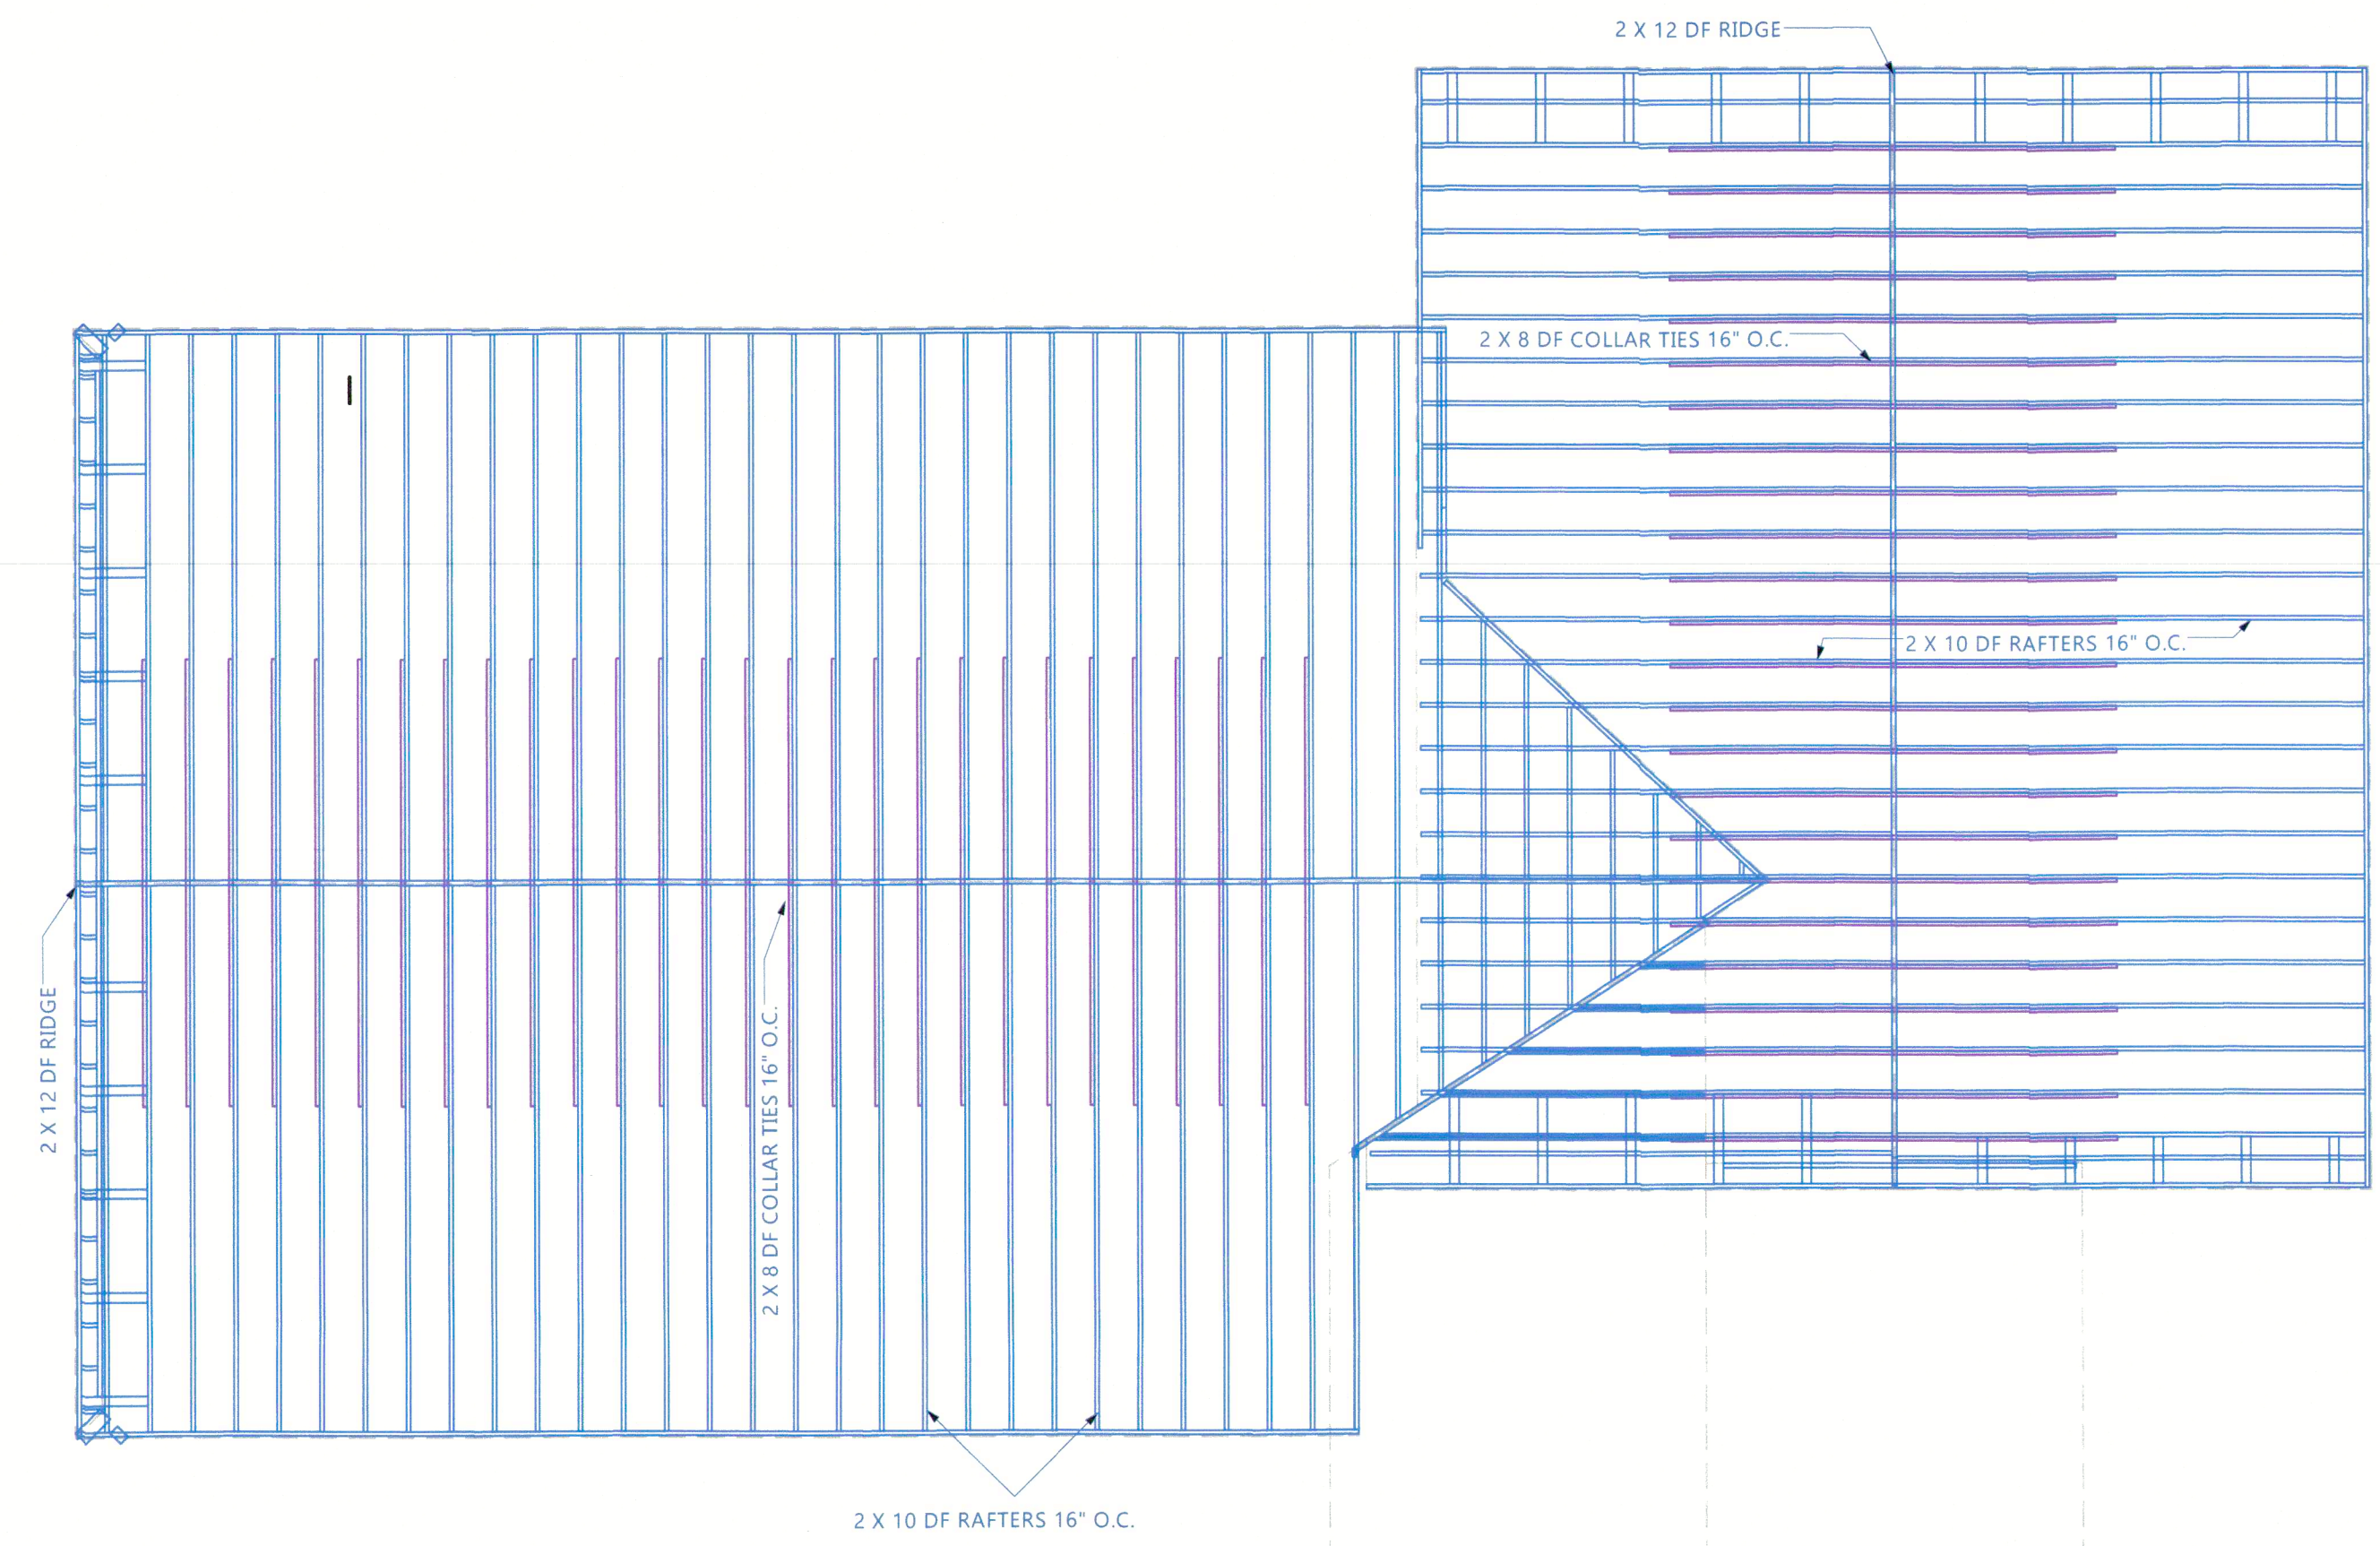 2 X 12 DF RIDGE
2 X 8 DF COLLAR TIES 16" O.C.
2 X 10 DF RAFTERS 16" O.C.
2 X 12 DF RIDGE
2 X 8 DF COLLAR TIES 16" O.C.
2 X 10 DF RAFTERS 16" O.C.